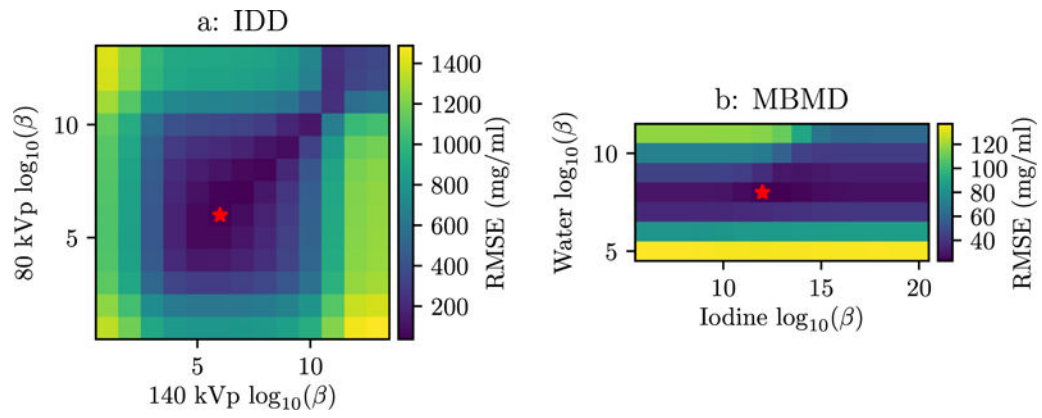 a: IDD
80 kVp log₁₀(β)
10
5
5
10
140 kVp log₁₀(β)
1400
1200
1000
800
600
400
200
RMSE (mg/ml)
b: MBMD
Water log₁₀(β)
10
5
10
15
20
Iodine log₁₀(β)
120
100
80
60
40
RMSE (mg/ml)